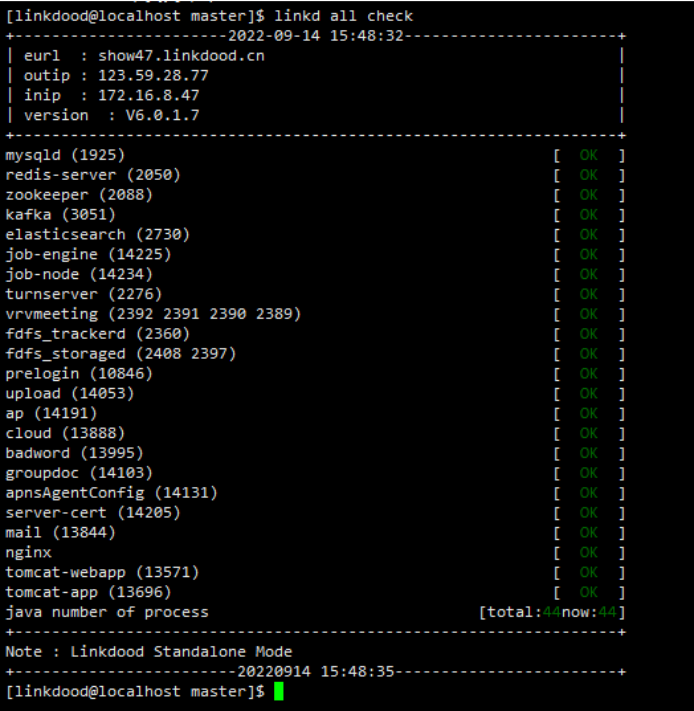 [linkdood@localhost master]$ linkd all check
+----------------------2022-09-14 15:48:32----------------------+
| eurl  : show47.linkdood.cn |
| outip : 123.59.28.77 |
| inip  : 172.16.8.47 |
| version  : V6.0.1.7 |
+---------------------------------------------------------------+
mysqld (1925) [  OK  ]
redis-server (2050) [  OK  ]
zookeeper (2088) [  OK  ]
kafka (3051) [  OK  ]
elasticsearch (2730) [  OK  ]
job-engine (14225) [  OK  ]
job-node (14234) [  OK  ]
turnserver (2276) [  OK  ]
vrvmeeting (2392 2391 2390 2389) [  OK  ]
fdfs_trackerd (2360) [  OK  ]
fdfs_storaged (2408 2397) [  OK  ]
prelogin (10846) [  OK  ]
upload (14053) [  OK  ]
ap (14191) [  OK  ]
cloud (13888) [  OK  ]
badword (13995) [  OK  ]
groupdoc (14103) [  OK  ]
apnsAgentConfig (14131) [  OK  ]
server-cert (14205) [  OK  ]
mail (13844) [  OK  ]
nginx [  OK  ]
tomcat-webapp (13571) [  OK  ]
tomcat-app (13696) [  OK  ]
java number of process [total:44now:44]
+---------------------------------------------------------------+
Note : Linkdood Standalone Mode
+-----------------------20220914 15:48:35-----------------------+
[linkdood@localhost master]$